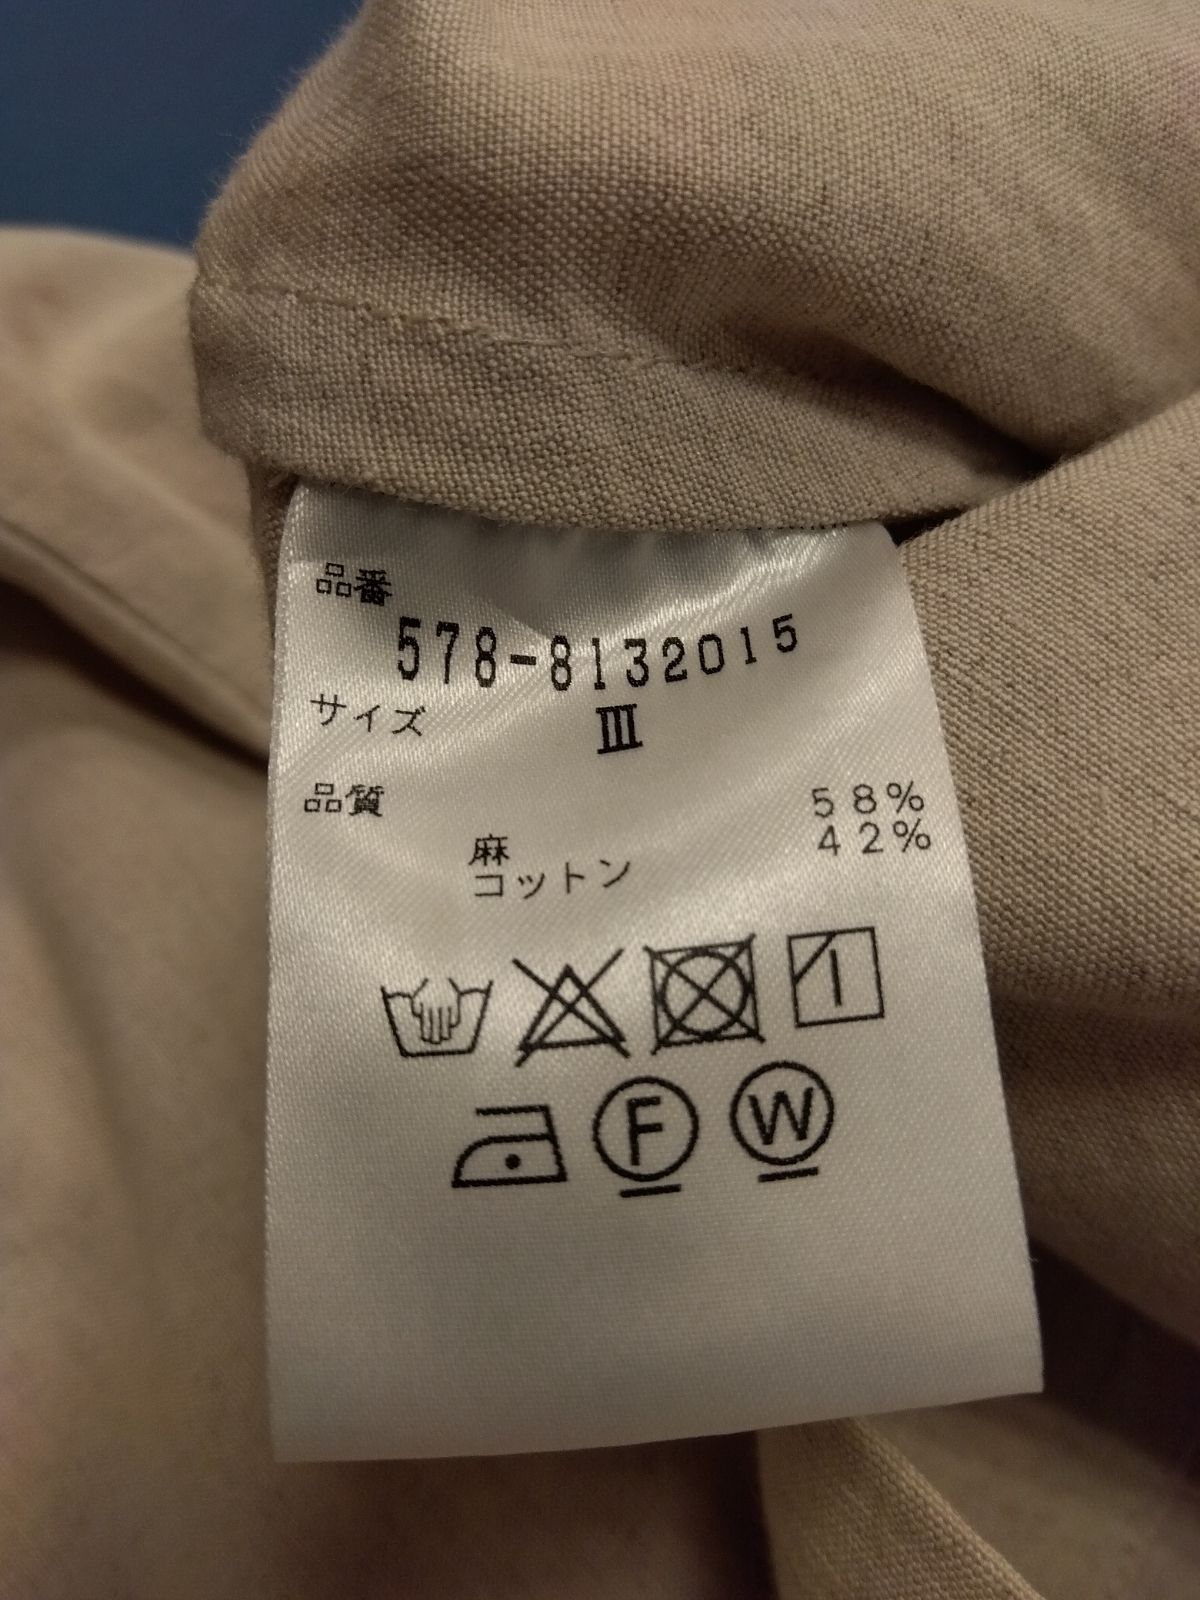 品番
578-8132015
サイズ III
品質
麻 58%
コットン 42%
F W